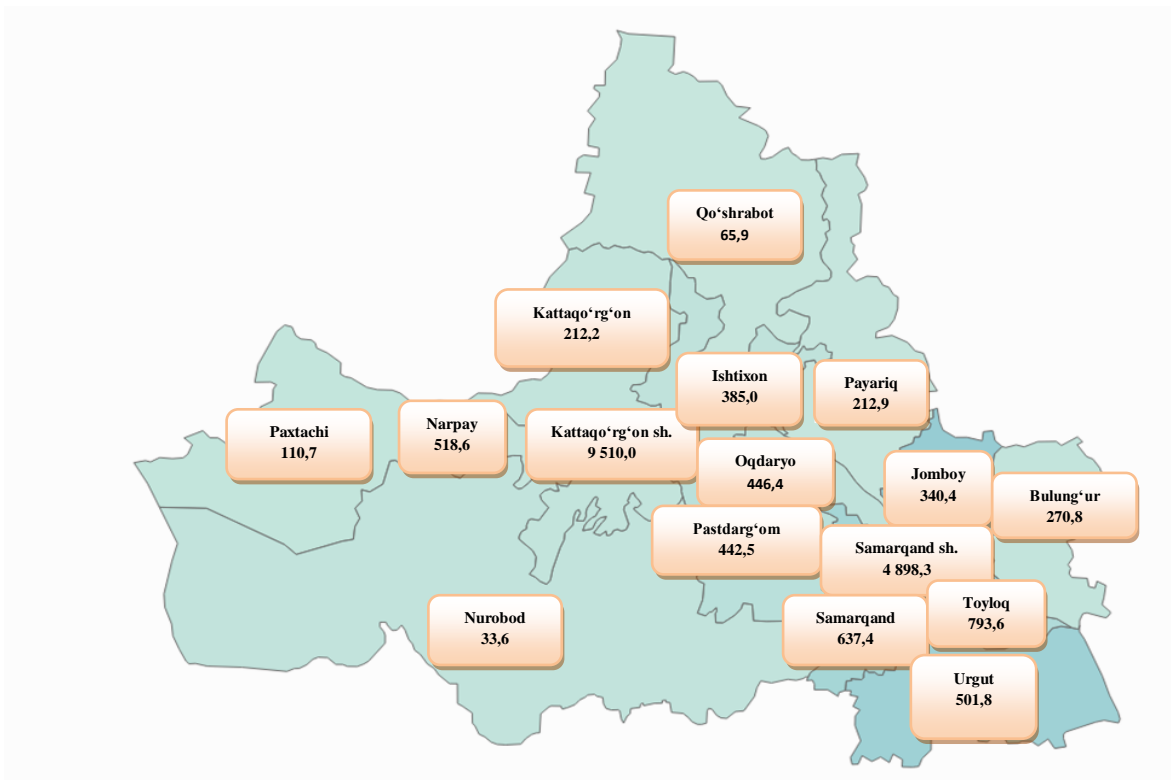 Qo‘shrabot
65,9
Kattaqo‘rg‘on
212,2
Ishtixon
385,0
Payariq
212,9
Paxtachi
110,7
Narpay
518,6
Kattaqo‘rg‘on sh.
9 510,0
Oqdaryo
446,4
Jomboy
340,4
Bulung‘ur
270,8
Pastdarg‘om
442,5
Samarqand sh.
4 898,3
Nurobod
33,6
Samarqand
637,4
Toyloq
793,6
Urgut
501,8